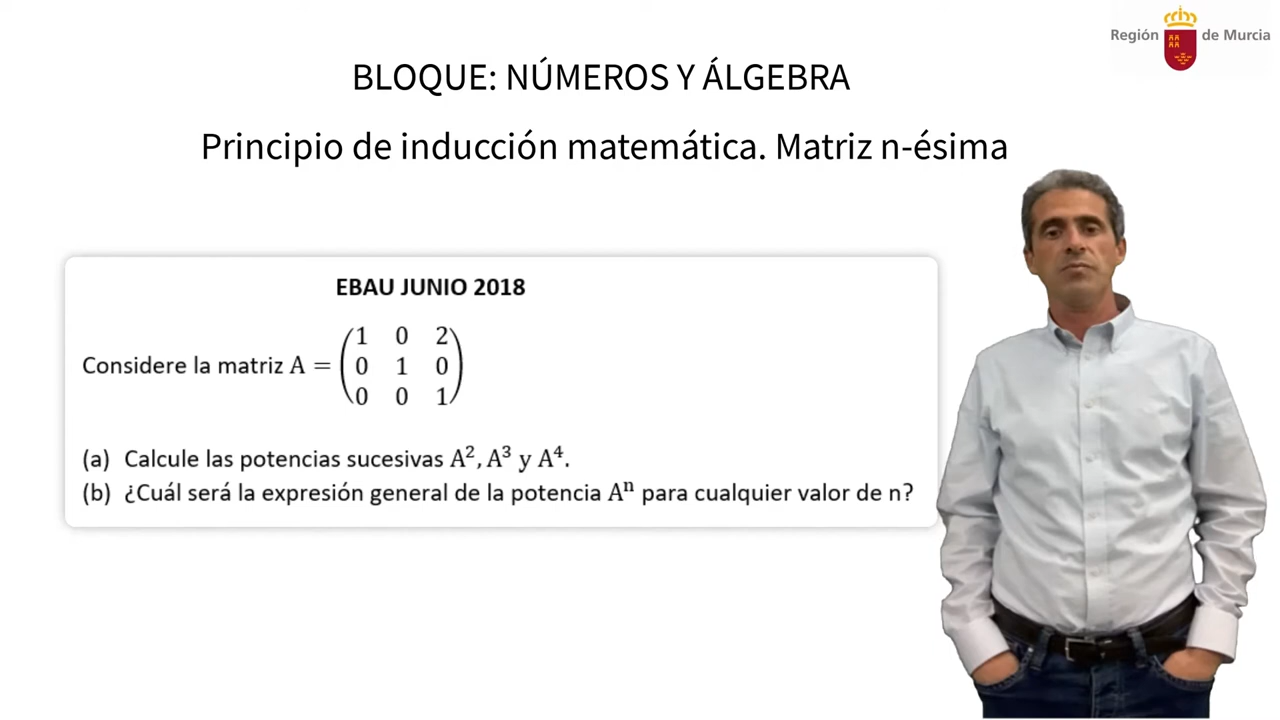 Región de Murcia
BLOQUE: NÚMEROS Y ÁLGEBRA
Principio de inducción matemática. Matriz n-ésima
EBAU JUNIO 2018
1 0 2
Considere la matriz A = 0 1 0
0 0 1
(a) Calcule las potencias sucesivas A², A³ y A⁴.
(b) ¿Cuál será la expresión general de la potencia Aⁿ para cualquier valor de n?